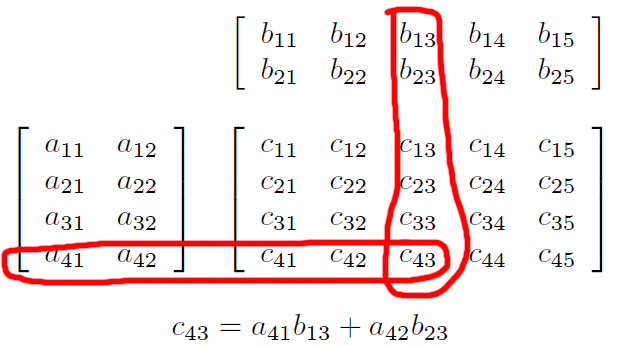 b₁₁ b₁₂ b₁₃ b₁₄ b₁₅
b₂₁ b₂₂ b₂₃ b₂₄ b₂₅
a₁₁ a₁₂ c₁₁ c₁₂ c₁₃ c₁₄ c₁₅
a₂₁ a₂₂ c₂₁ c₂₂ c₂₃ c₂₄ c₂₅
a₃₁ a₃₂ c₃₁ c₃₂ c₃₃ c₃₄ c₃₅
a₄₁ a₄₂ c₄₁ c₄₂ c₄₃ c₄₄ c₄₅
c₄₃ = a₄₁b₁₃ + a₄₂b₂₃